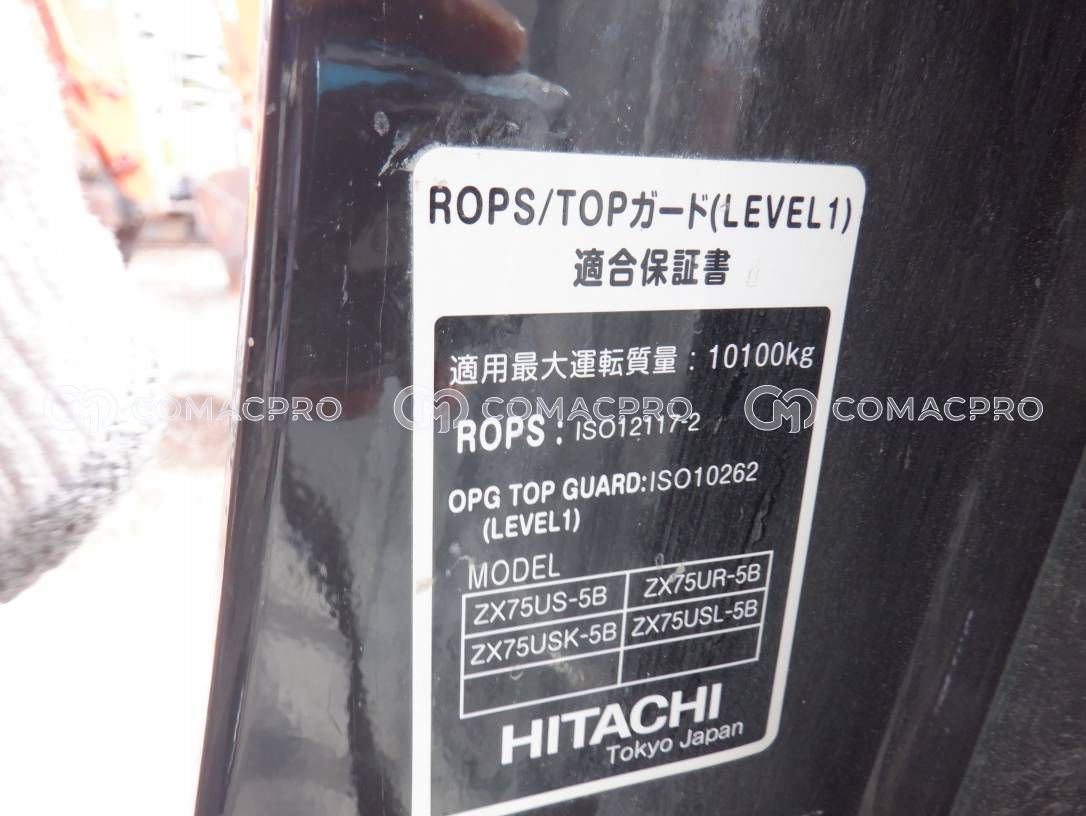 ROPS/TOPガード(LEVEL1)
適合保証書
適用最大運転質量：10100kg
COMACPRO COMACPRO COMACPRO
ROPS: ISO12117-2
OPG TOP GUARD:ISO10262
(LEVEL1)
MODEL
ZX75US-5B ZX75UR-5B
ZX75USK-5B ZX75USL-5B
HITACHI
Tokyo Japan